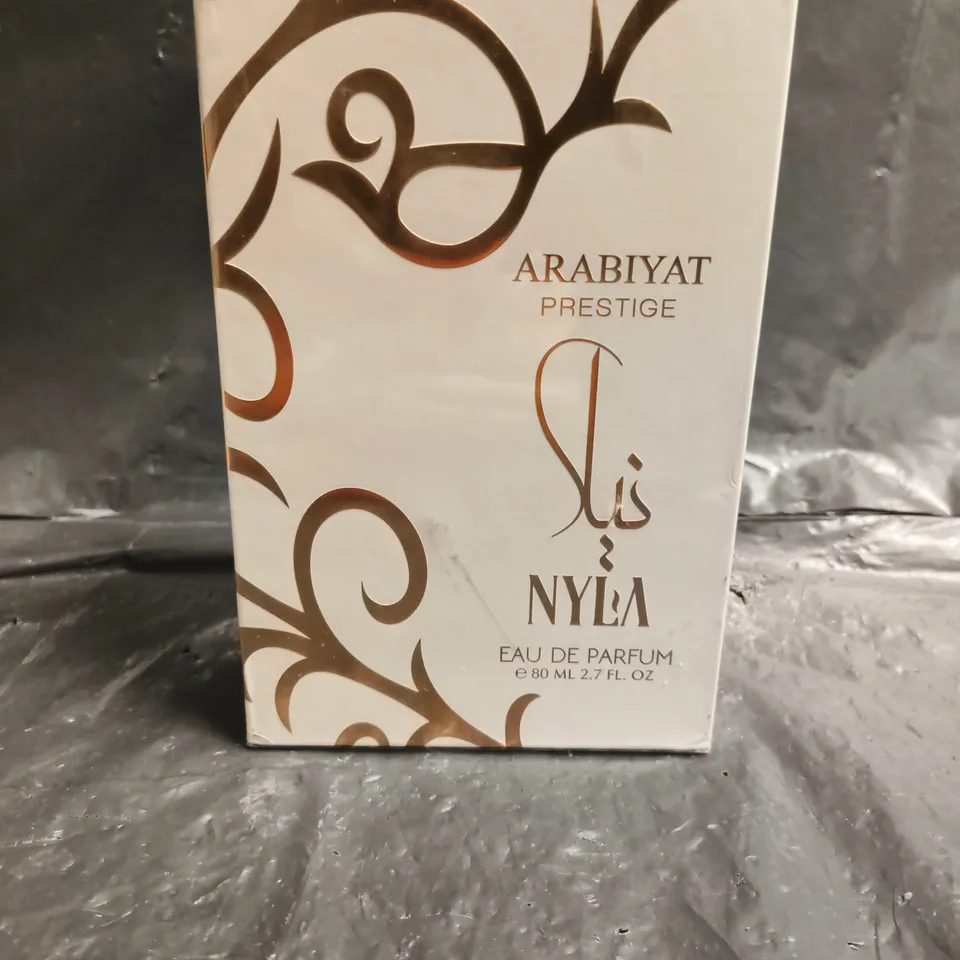 ARABIYAT
PRESTIGE
نيلا
NYLA
EAU DE PARFUM
℮ 80 ML 2.7 FL. OZ